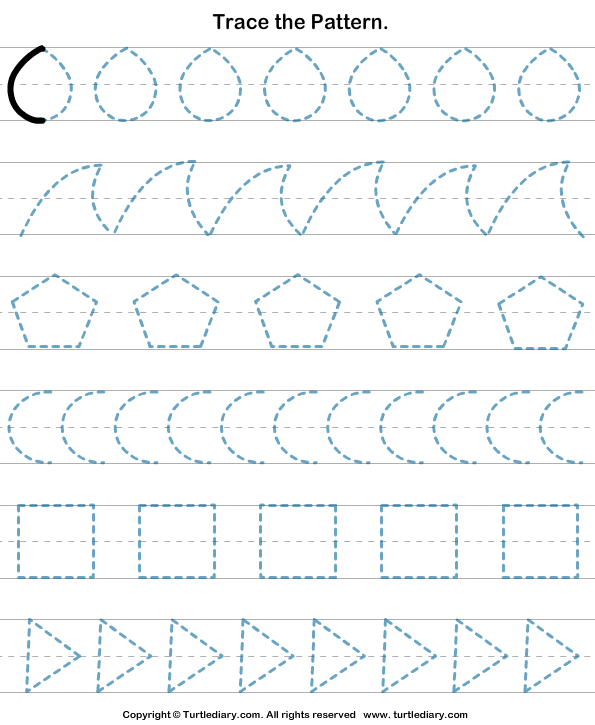 Trace the Pattern.
Copyright © Turtlediary.com. All rights reserved www.turtlediary.com